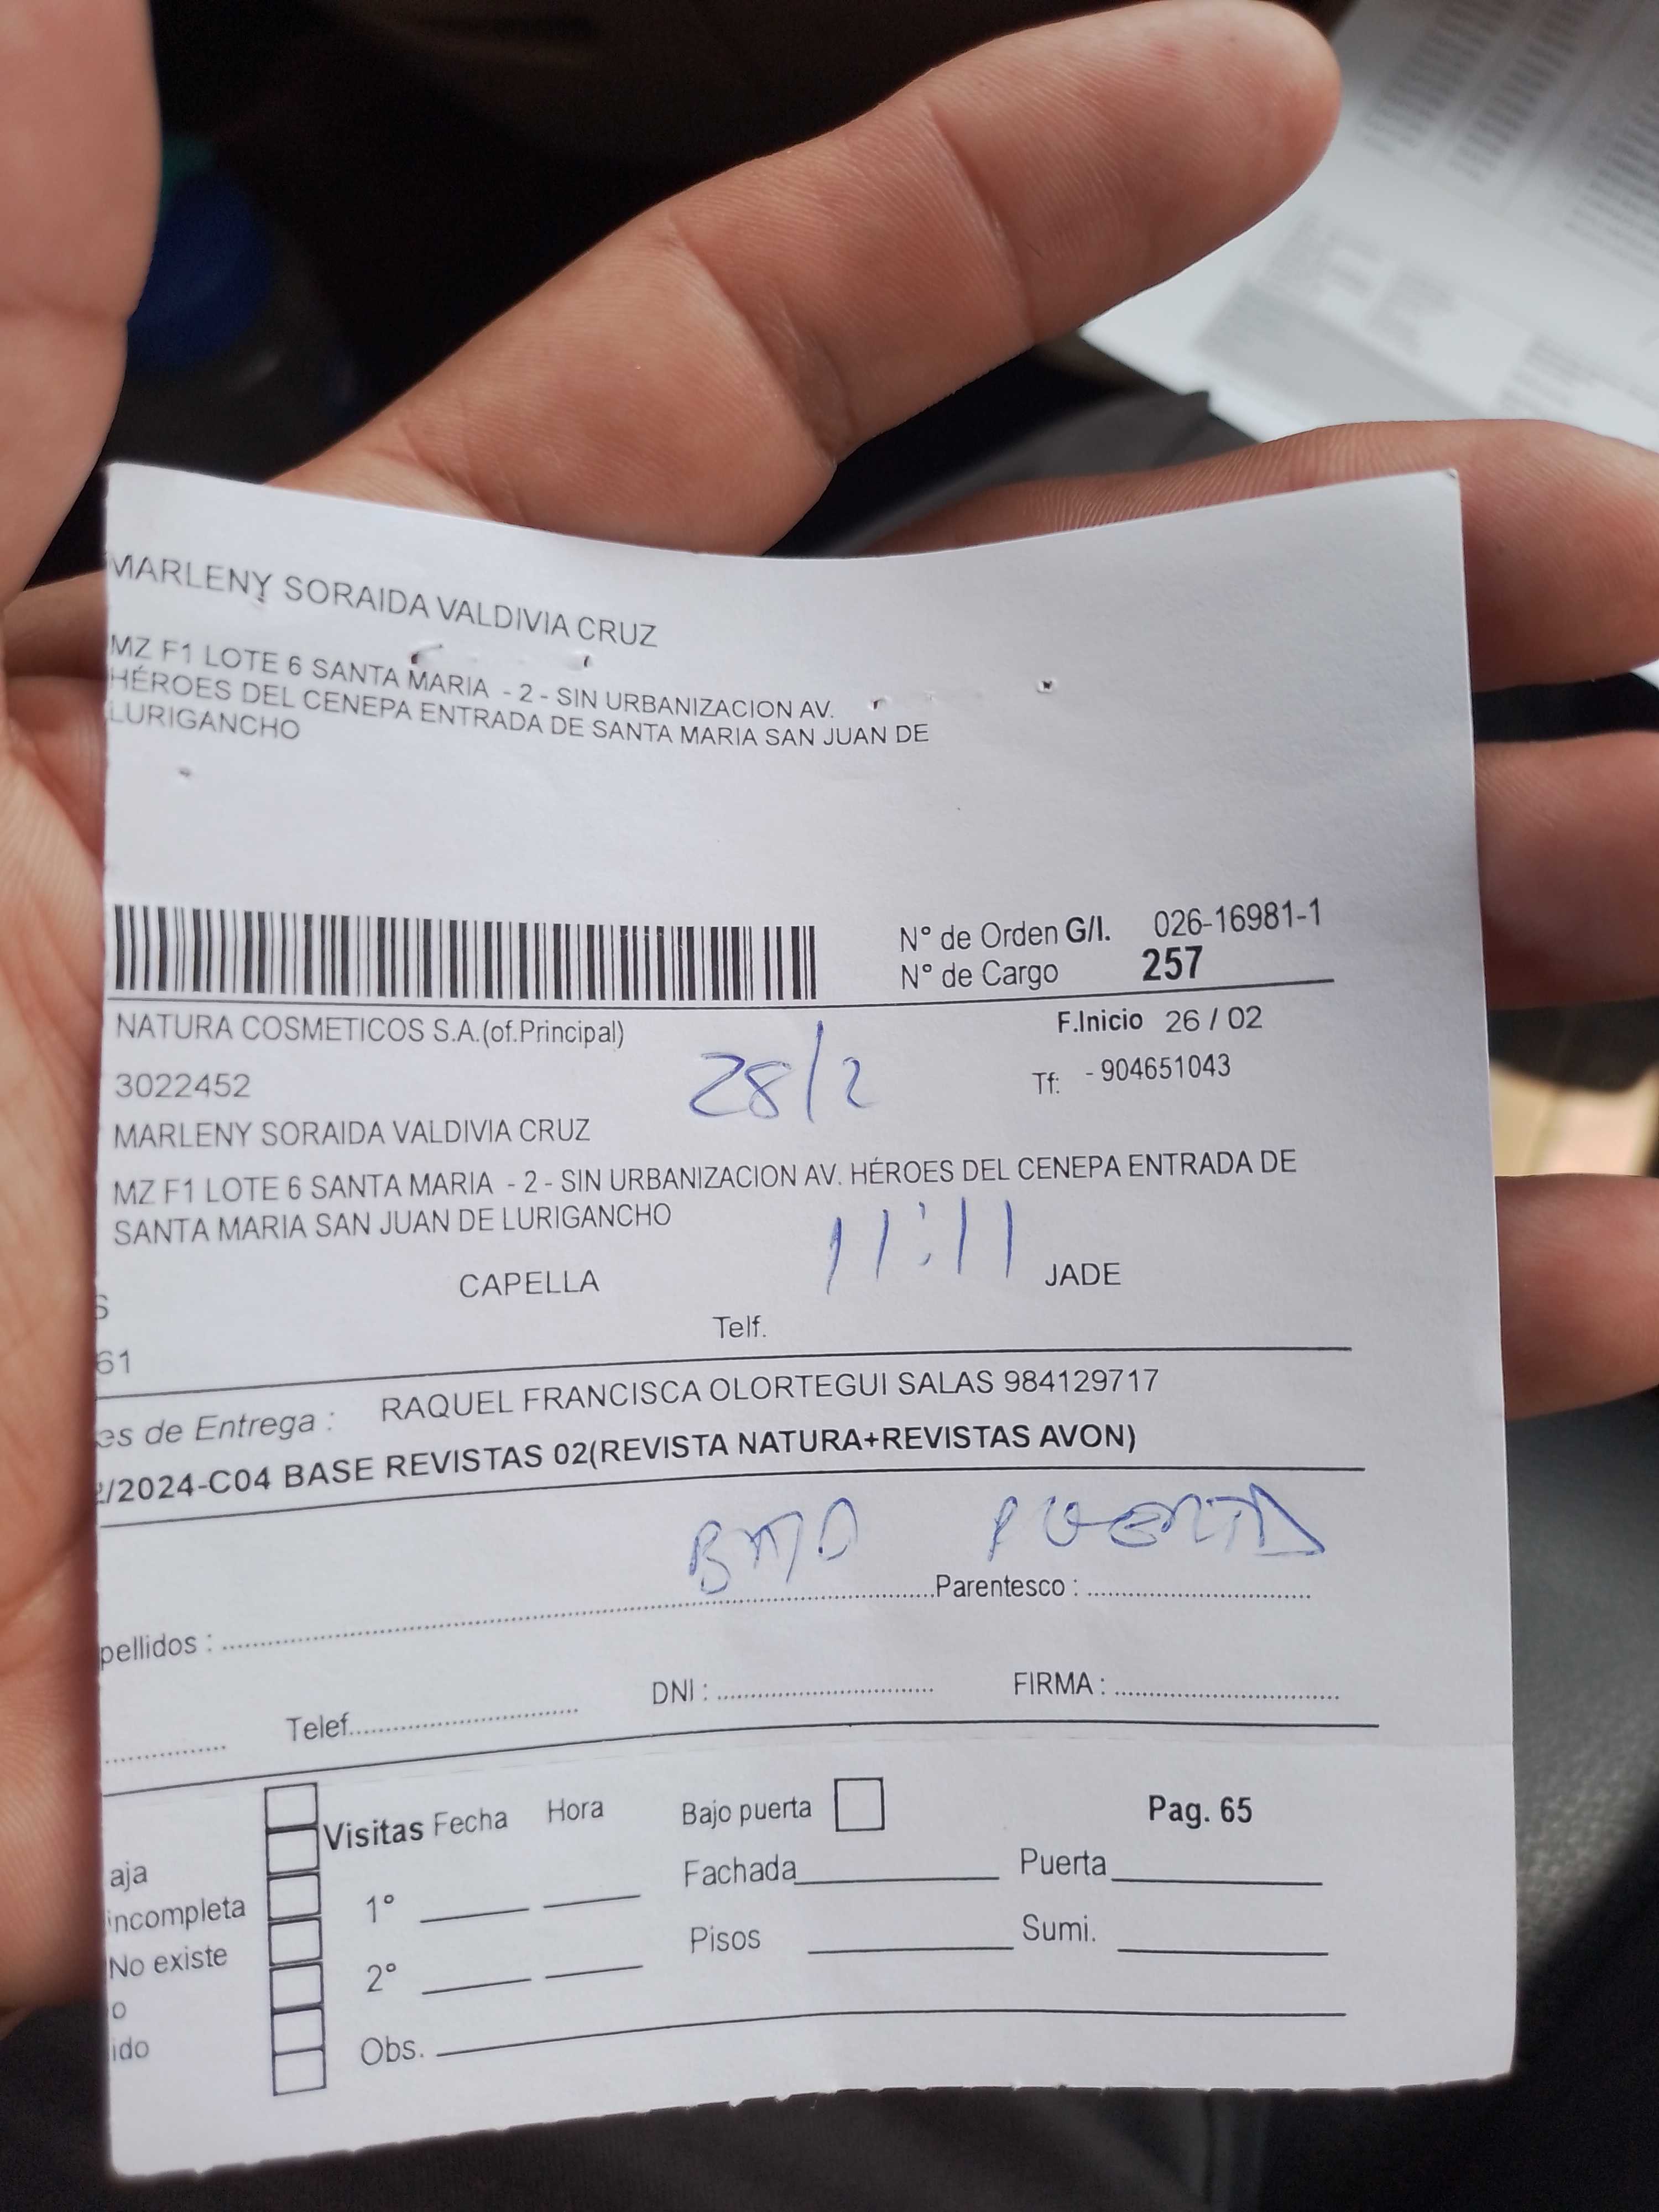 MARLENY SORAIDA VALDIVIA CRUZ
MZ F1 LOTE 6 SANTA MARIA - 2 - SIN URBANIZACION AV.
HÉROES DEL CENEPA ENTRADA DE SANTA MARIA SAN JUAN DE
LURIGANCHO
N° de Orden G/I. 026-16981-1
N° de Cargo 257
NATURA COSMETICOS S.A.(of.Principal)
F.Inicio 26 / 02
3022452
28/2
Tf: - 904651043
MARLENY SORAIDA VALDIVIA CRUZ
MZ F1 LOTE 6 SANTA MARIA - 2 - SIN URBANIZACION AV. HÉROES DEL CENEPA ENTRADA DE
SANTA MARIA SAN JUAN DE LURIGANCHO
11:11
S CAPELLA JADE
61 Telf.
es de Entrega : RAQUEL FRANCISCA OLORTEGUI SALAS 984129717
2/2024-C04 BASE REVISTAS 02(REVISTA NATURA+REVISTAS AVON)
BAJO PUERTA
pellidos : Parentesco :
Telef. DNI : FIRMA :
Visitas Fecha Hora Bajo puerta Pag. 65
aja Fachada Puerta
incompleta 1°
No existe Pisos Sumi.
o 2°
ido Obs.